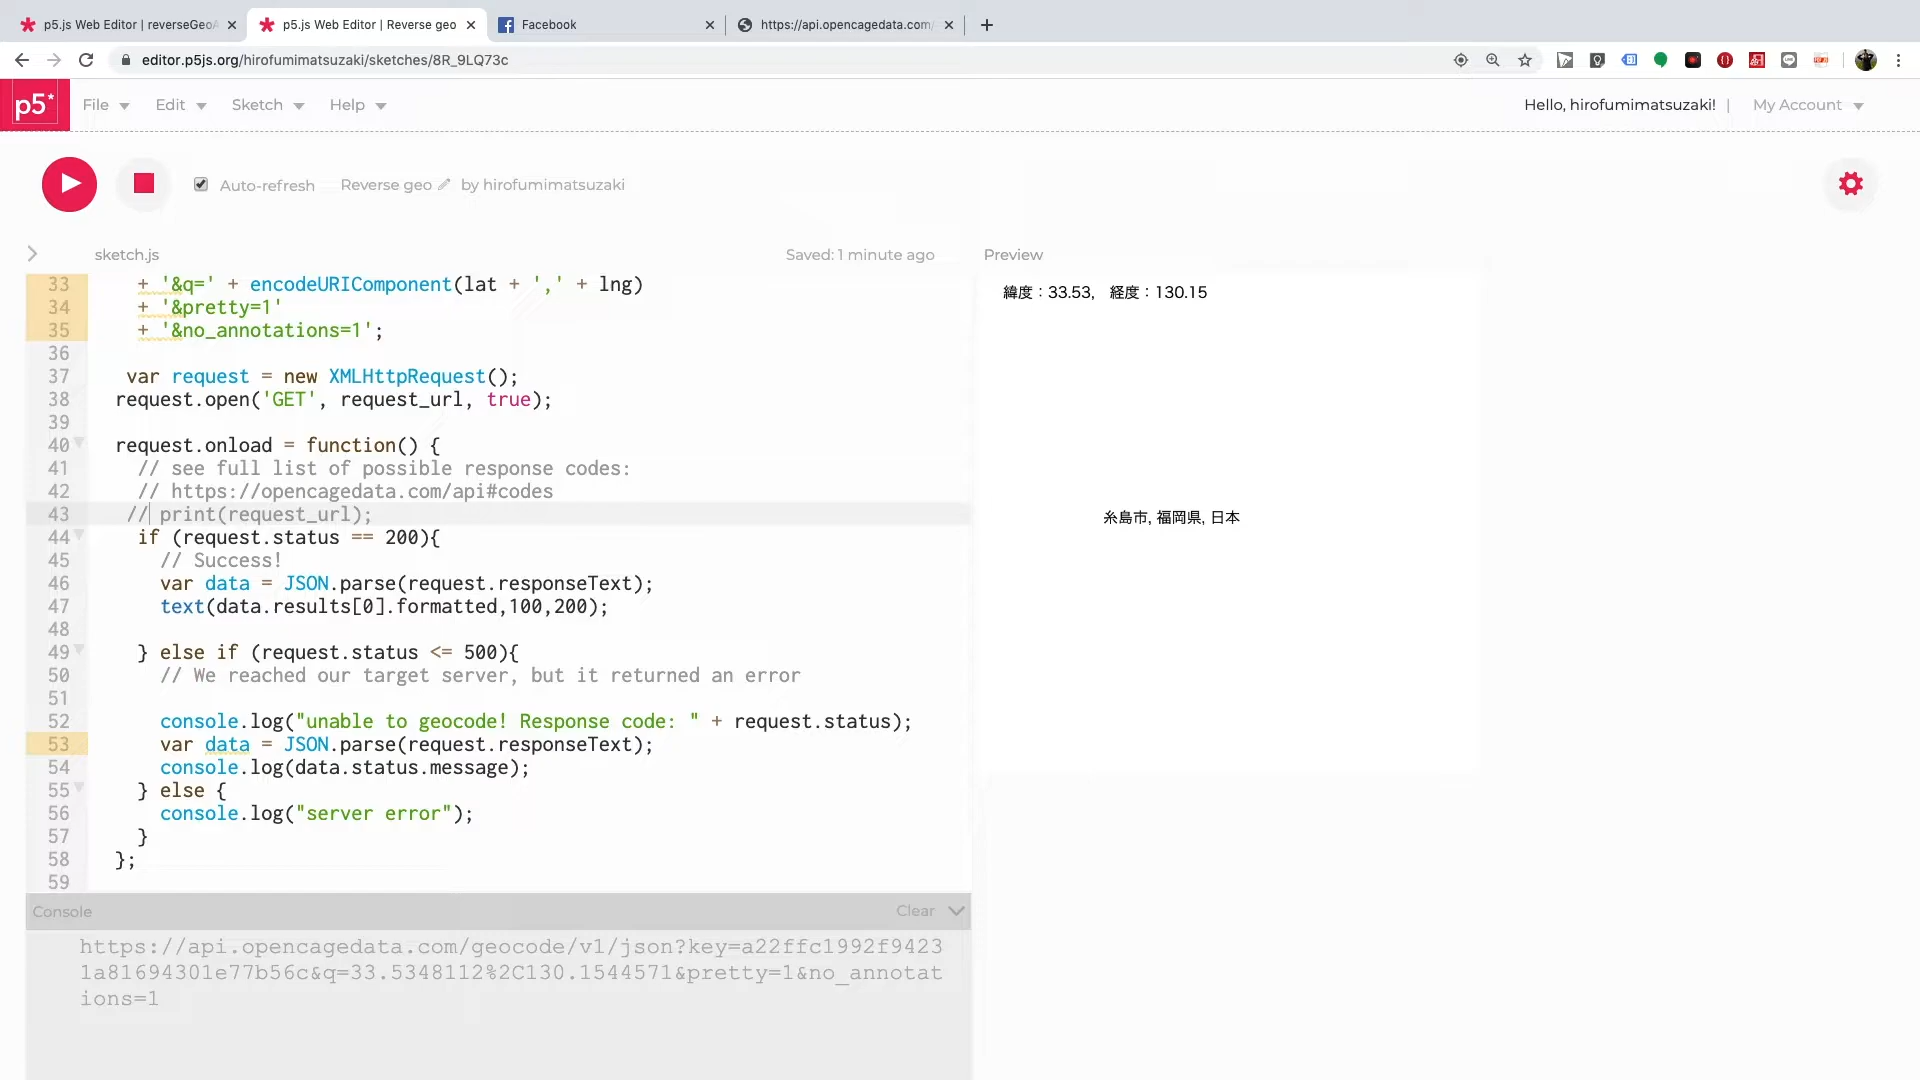 p5.js Web Editor | reverseGeoA
p5.js Web Editor | Reverse geo
Facebook
https://api.opencagedata.com/
editor.p5js.org/hirofumimatsuzaki/sketches/8R_9LQ73c
p5*
File
Edit
Sketch
Help
Hello, hirofumimatsuzaki! |
My Account
Auto-refresh
Reverse geo
by hirofumimatsuzaki
sketch.js
Saved: 1 minute ago
Preview
33 + '&q=' + encodeURIComponent(lat + ',' + lng)
34 + '&pretty=1'
35 + '&no_annotations=1';
36
37 var request = new XMLHttpRequest();
38 request.open('GET', request_url, true);
39
40 request.onload = function() {
41 // see full list of possible response codes:
42 // https://opencagedata.com/api#codes
43 // print(request_url);
44 if (request.status == 200){
45 // Success!
46 var data = JSON.parse(request.responseText);
47 text(data.results[0].formatted,100,200);
48
49 } else if (request.status <= 500){
50 // We reached our target server, but it returned an error
51
52 console.log("unable to geocode! Response code: " + request.status);
53 var data = JSON.parse(request.responseText);
54 console.log(data.status.message);
55 } else {
56 console.log("server error");
57 }
58 };
59
緯度：33.53, 経度：130.15
糸島市, 福岡県, 日本
Console
Clear
https://api.opencagedata.com/geocode/v1/json?key=a22ffc1992f9423
1a81694301e77b56c&q=33.5348112%2C130.1544571&pretty=1&no_annotat
ions=1